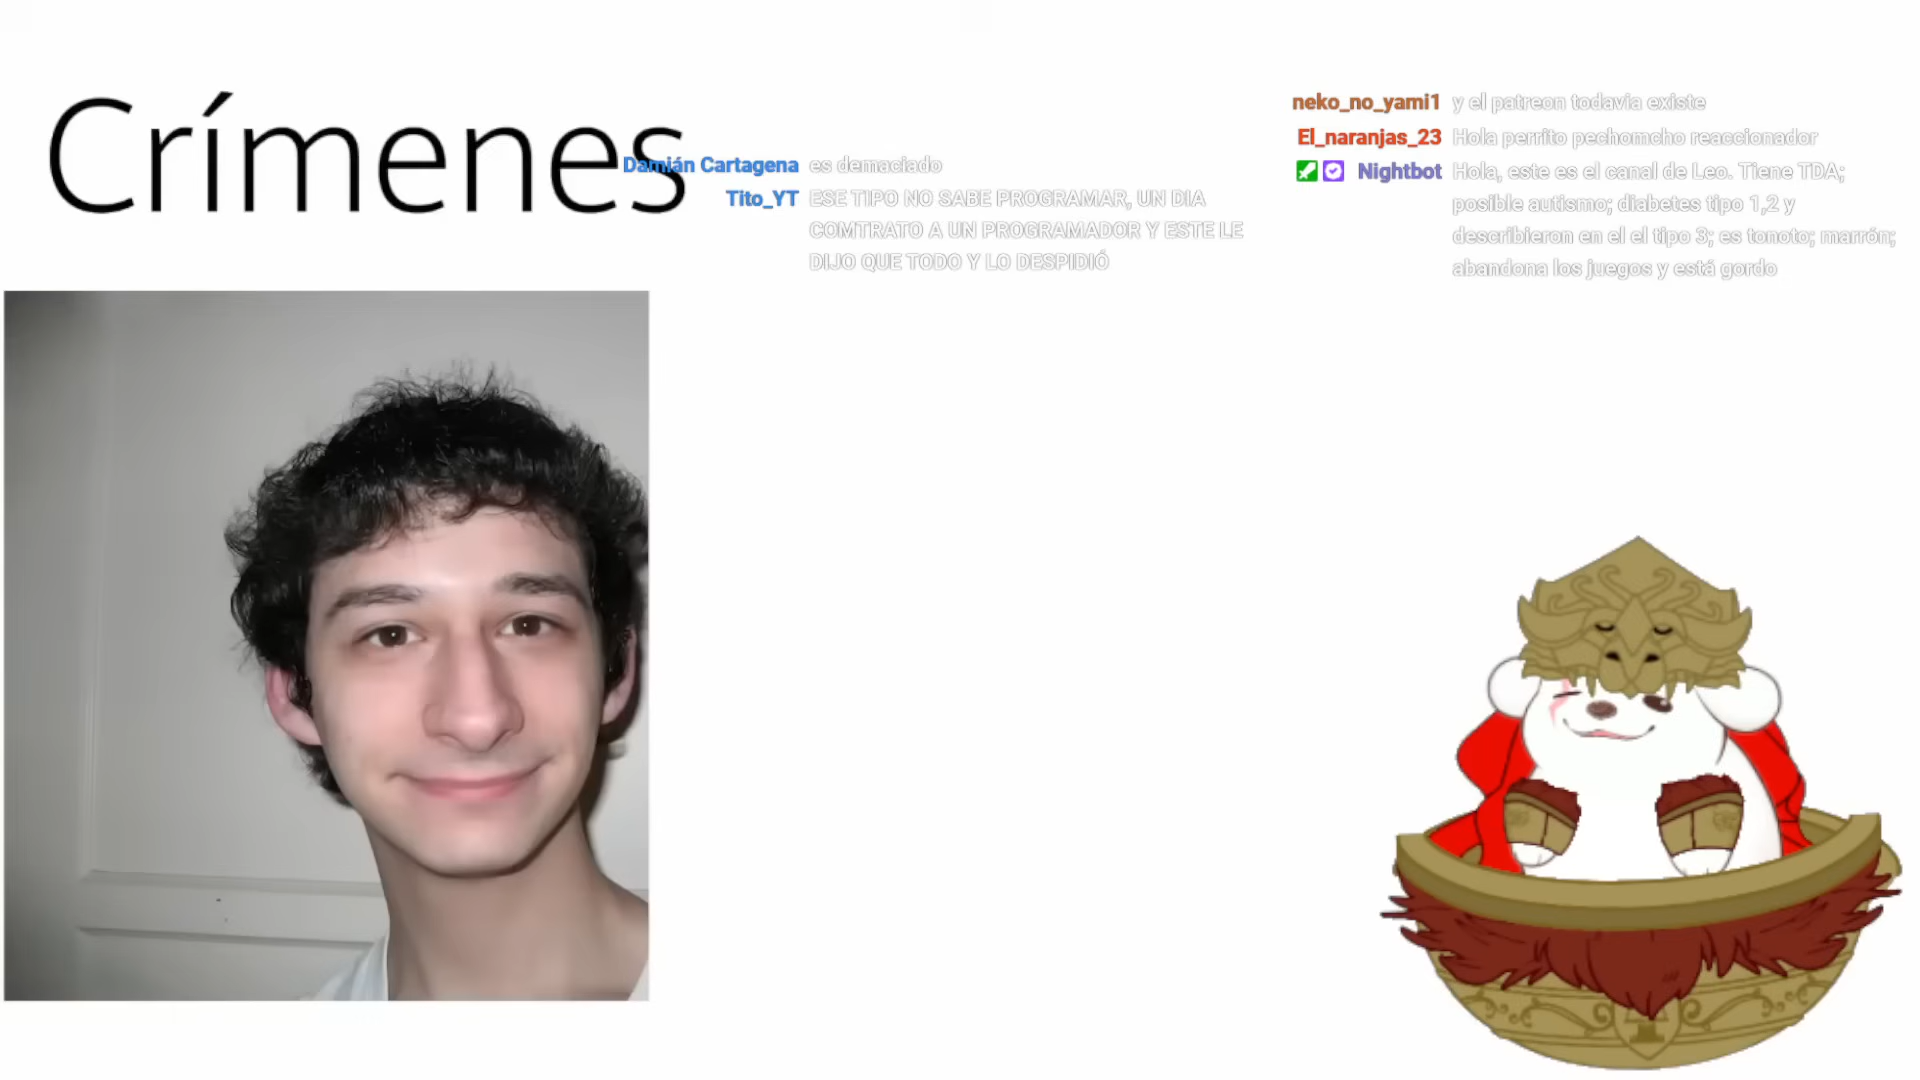 Crímenes
Damián Cartagena es demaciado
Tito_YT ESE TIPO NO SABE PROGRAMAR, UN DIA
COMTRATO A UN PROGRAMADOR Y ESTE LE
DIJO QUE TODO Y LO DESPIDIÓ
neko_no_yami1 y el patreon todavia existe
El_naranjas_23 Hola perrito pechomcho reaccionador
Nightbot Hola, este es el canal de Leo. Tiene TDA;
posible autismo; diabetes tipo 1,2 y
describieron en el el tipo 3; es tonoto; marrón;
abandona los juegos y está gordo